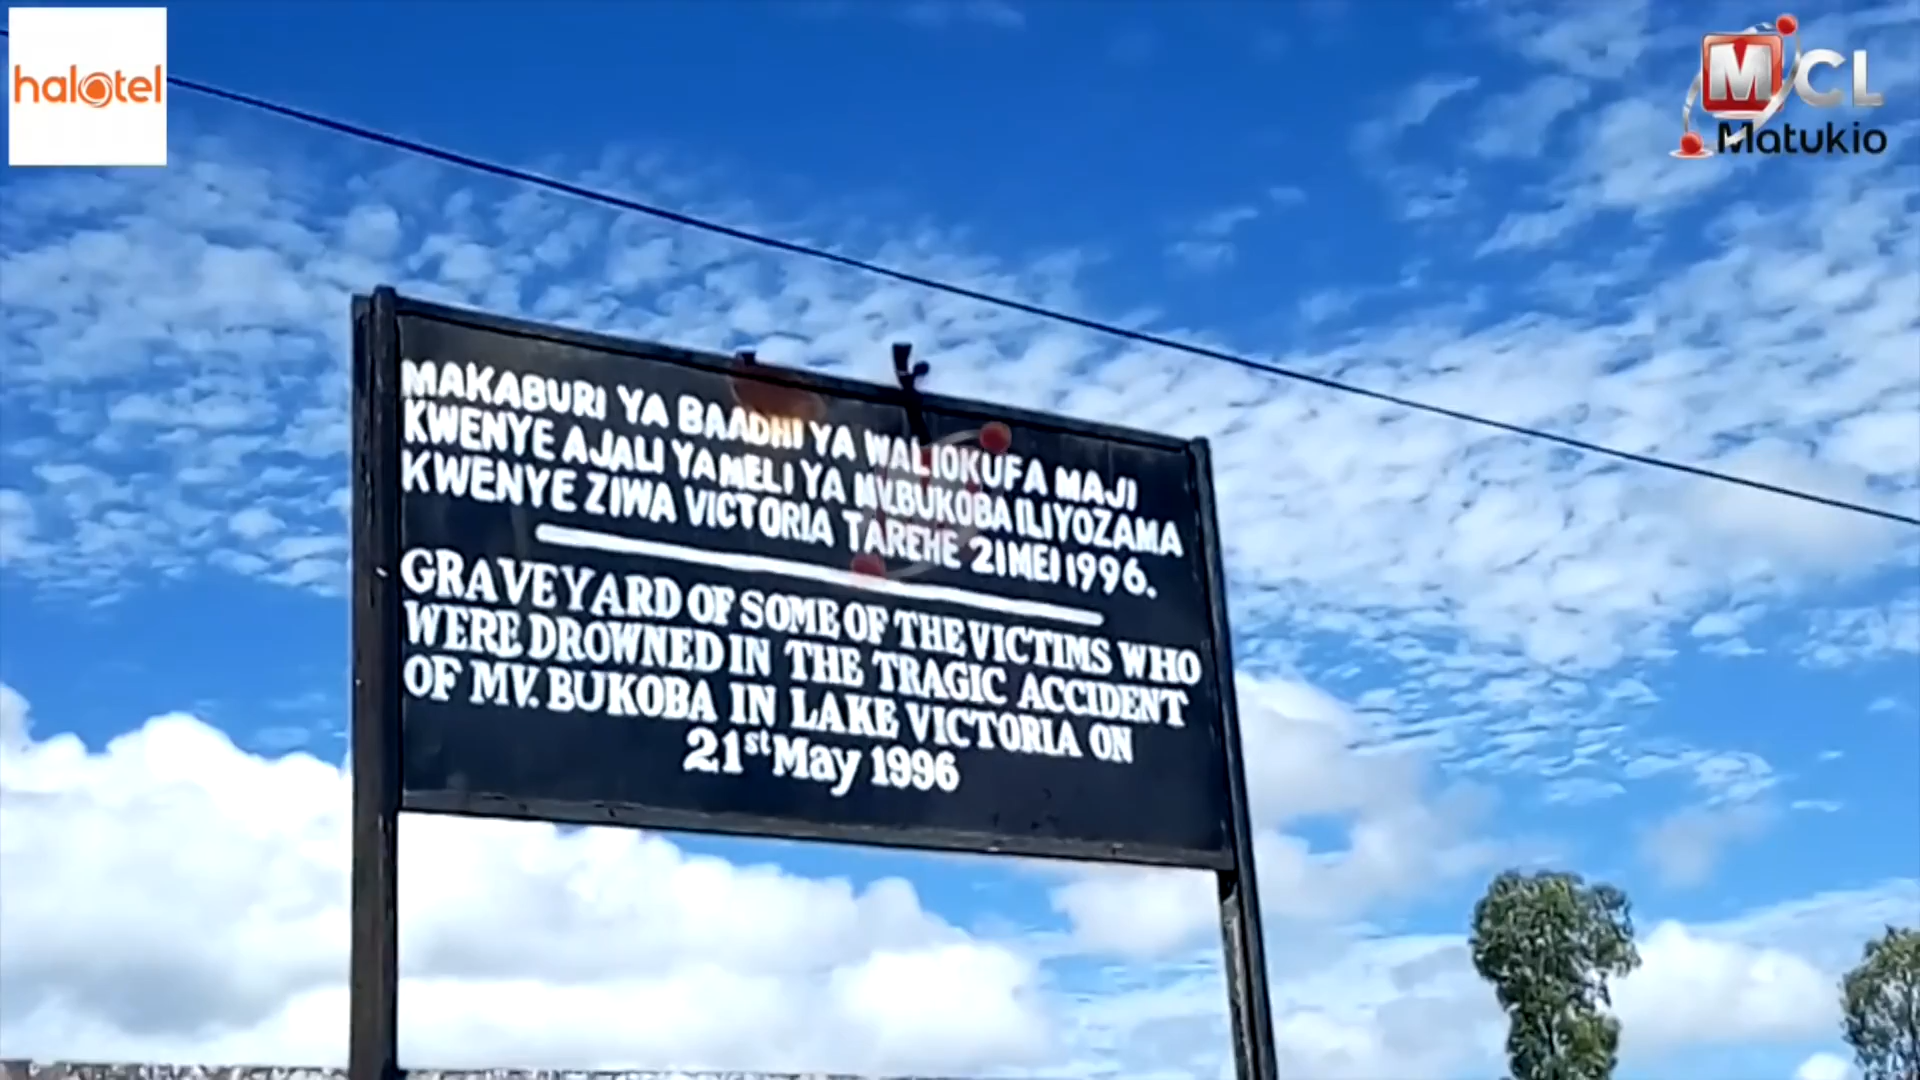 halotel
MCL
Matukio
MAKABURI YA BAADHI YA WALIOKUFA MAJI
KWENYE AJALI YA MELI YA MV.BUKOBA ILIYOZAMA
KWENYE ZIWA VICTORIA TAREHE 21 MEI 1996.
GRAVEYARD OF SOME OF THE VICTIMS WHO
WERE DROWNED IN THE TRAGIC ACCIDENT
OF MV. BUKOBA IN LAKE VICTORIA ON
21st May 1996